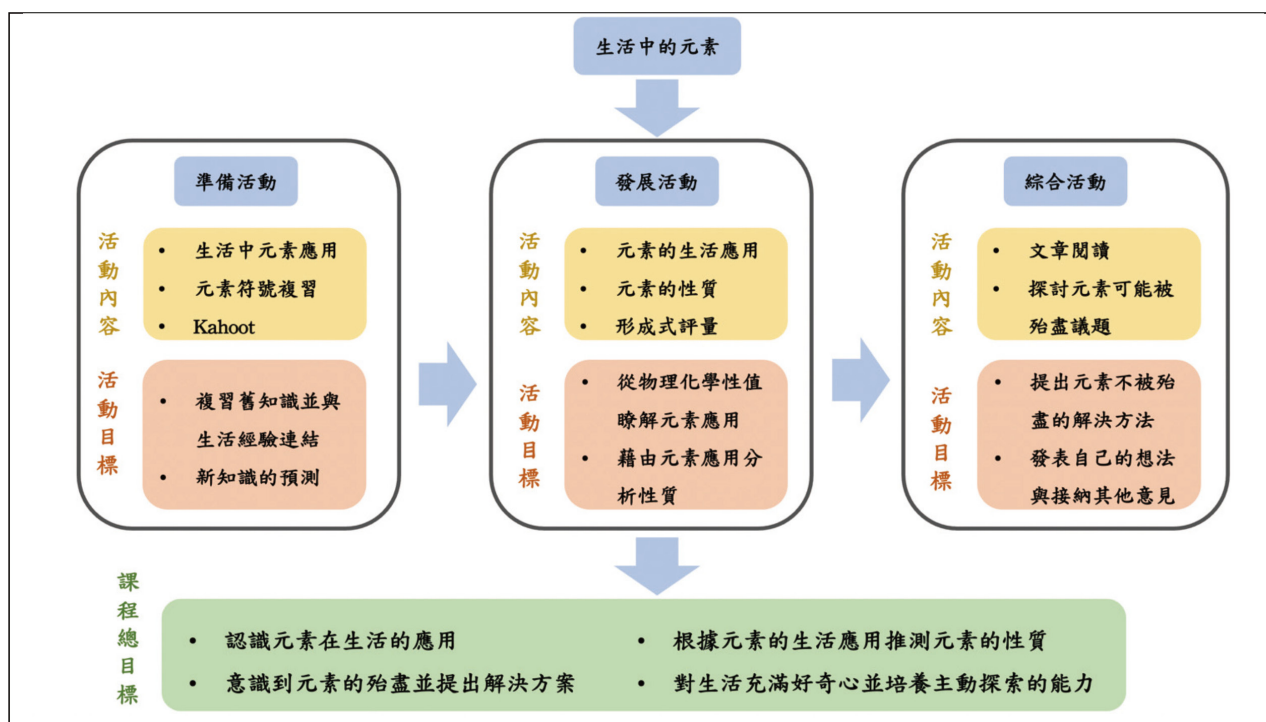 生活中的元素
準備活動
活動內容
• 生活中元素應用
• 元素符號複習
• Kahoot
活動目標
• 複習舊知識並與
生活經驗連結
• 新知識的預測
發展活動
活動內容
• 元素的生活應用
• 元素的性質
• 形成式評量
活動目標
• 從物理化學性值
瞭解元素應用
• 藉由元素應用分
析性質
綜合活動
活動內容
• 文章閱讀
• 探討元素可能被
殆盡議題
活動目標
• 提出元素不被殆
盡的解決方法
• 發表自己的想法
與接納其他意見
課程總目標
• 認識元素在生活的應用
• 意識到元素的殆盡並提出解決方案
• 根據元素的生活應用推測元素的性質
• 對生活充滿好奇心並培養主動探索的能力